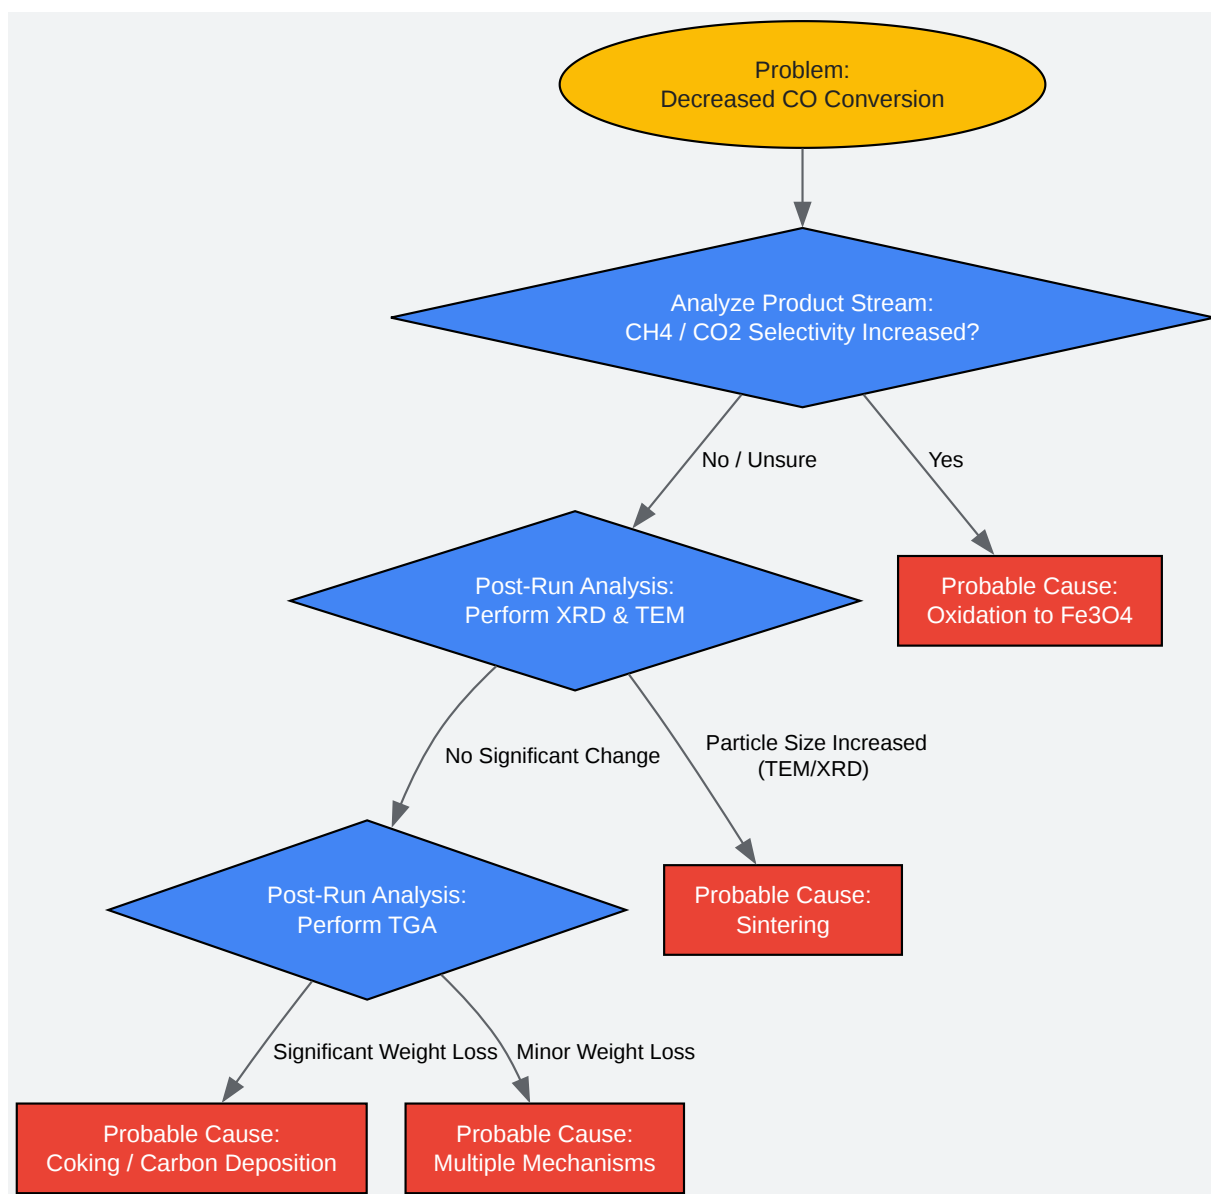 Problem:
Decreased CO Conversion
Analyze Product Stream:
CH4 / CO2 Selectivity Increased?
No / Unsure
Yes
Post-Run Analysis:
Perform XRD & TEM
Probable Cause:
Oxidation to Fe3O4
No Significant Change
Particle Size Increased
(TEM/XRD)
Post-Run Analysis:
Perform TGA
Probable Cause:
Sintering
Significant Weight Loss
Minor Weight Loss
Probable Cause:
Coking / Carbon Deposition
Probable Cause:
Multiple Mechanisms